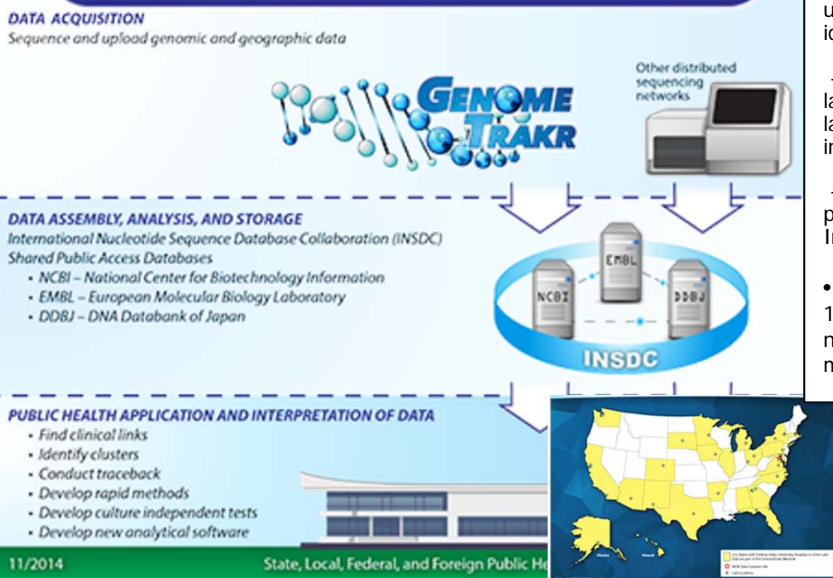 DATA ACQUISITION
Sequence and upload genomic and geographic data
GENOME
TRAKR
Other distributed
sequencing
networks
DATA ASSEMBLY, ANALYSIS, AND STORAGE
International Nucleotide Sequence Database Collaboration (INSDC)
Shared Public Access Databases
• NCBI – National Center for Biotechnology Information
• EMBL – European Molecular Biology Laboratory
• DDBJ – DNA Databank of Japan
NCBI
EMBL
DDBJ
INSDC
PUBLIC HEALTH APPLICATION AND INTERPRETATION OF DATA
• Find clinical links
• Identify clusters
• Conduct traceback
• Develop rapid methods
• Develop culture independent tests
• Develop new analytical software
Alaska
Hawaii
11/2014
State, Local, Federal, and Foreign Public He